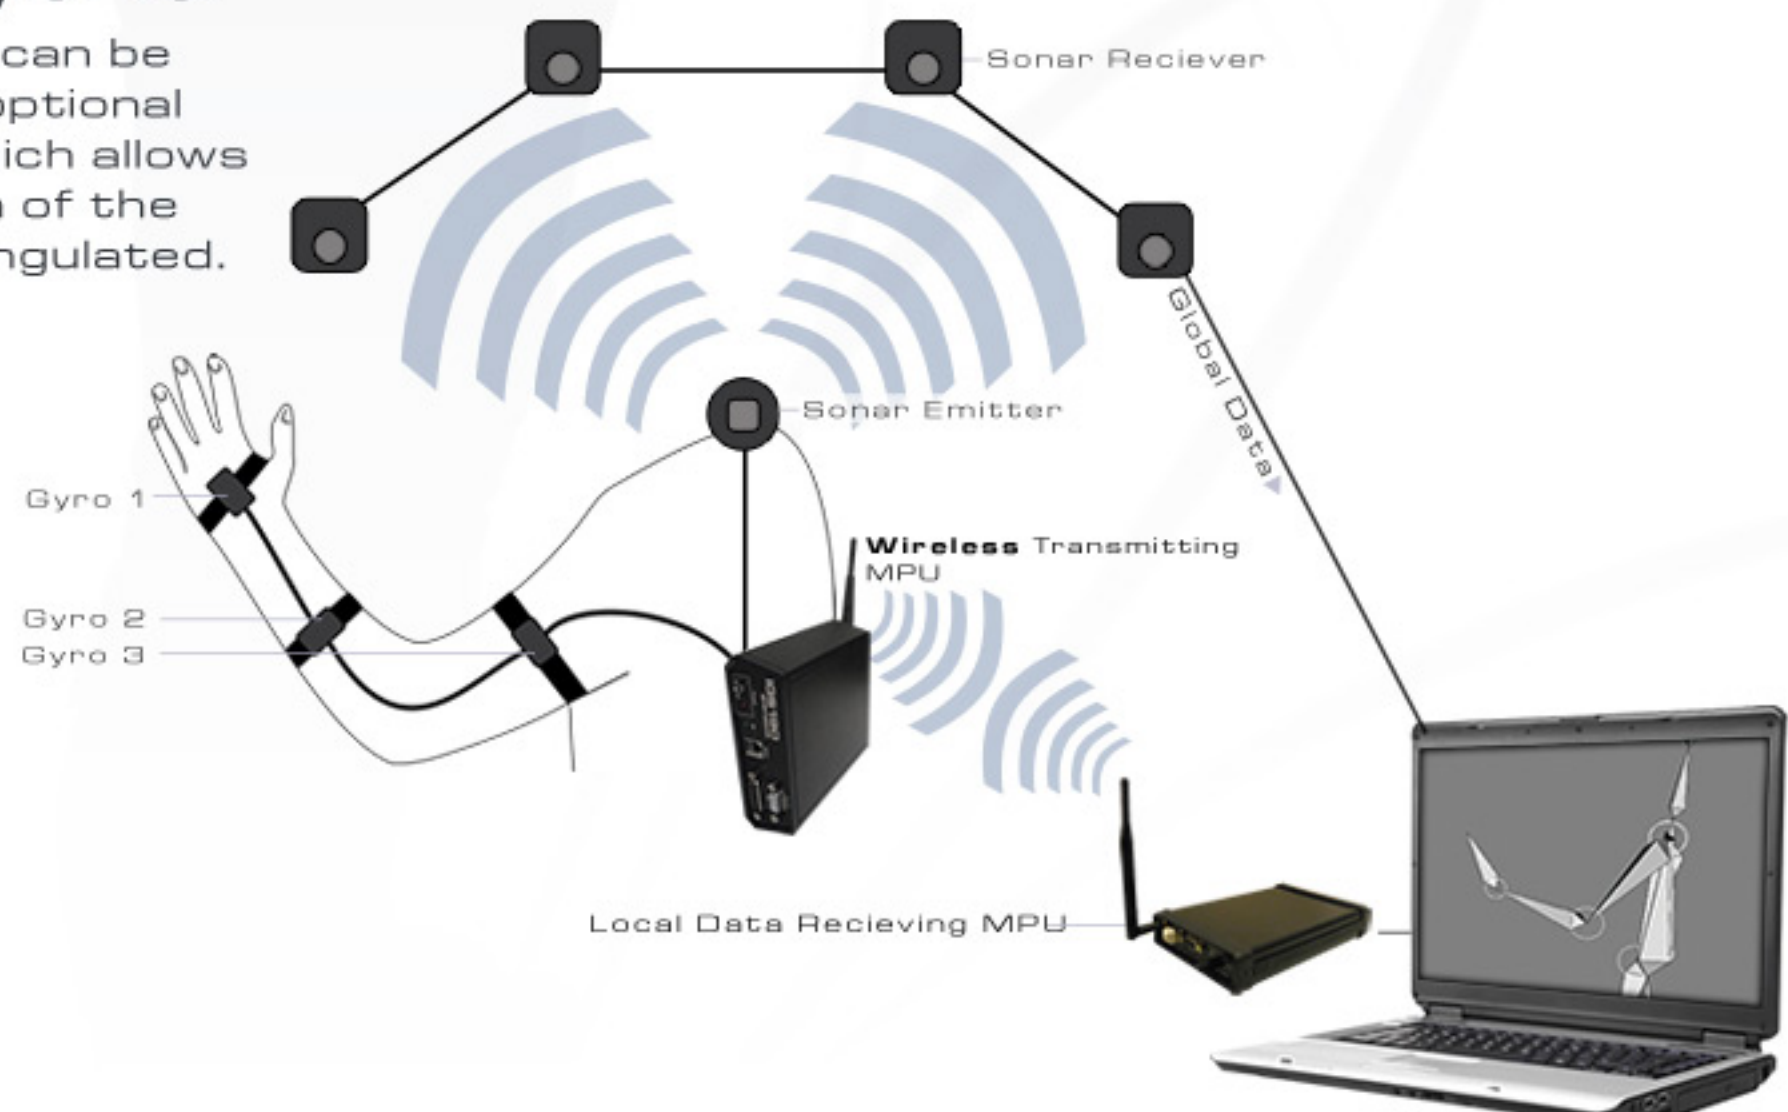 can be
optional
ich allows
of the
ngulated.
Sonar Reciever
Global Data
Sonar Emitter
Gyro 1
Wireless Transmitting
MPU
Gyro 2
Gyro 3
Local Data Recieving MPU